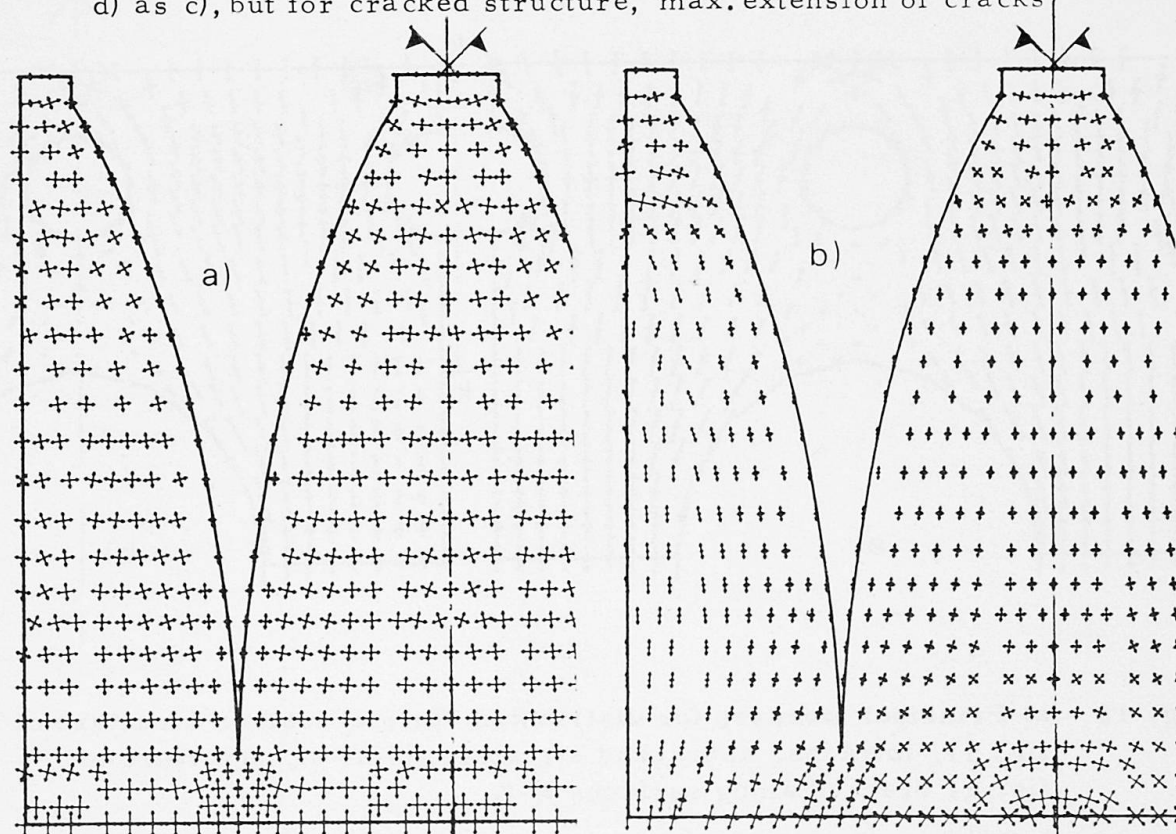 d) as c), but for cracked structure, max. extension of cracks
a)
b)